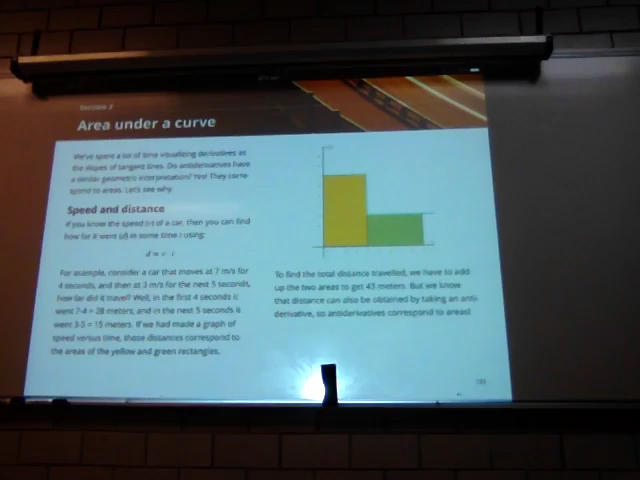 Section 2
Area under a curve
We've spent a lot of time visualizing derivatives as
the slopes of tangent lines. Do antiderivatives have
a similar geometric interpretation? Yes! They corre-
spond to areas. Let's see why.
Speed and distance
If you know the speed (v) of a car, then you can find
how far it went (d) in some time t using:
d = v · t
For example, consider a car that moves at 7 m/s for
4 seconds, and then at 3 m/s for the next 5 seconds,
how far did it travel? Well, in the first 4 seconds it
went 7·4 = 28 meters, and in the next 5 seconds it
went 3·5 = 15 meters. If we had made a graph of
speed versus time, those distances correspond to
the areas of the yellow and green rectangles.
To find the total distance travelled, we have to add
up the two areas to get 43 meters. But we know
that distance can also be obtained by taking an anti-
derivative, so antiderivatives correspond to areas!